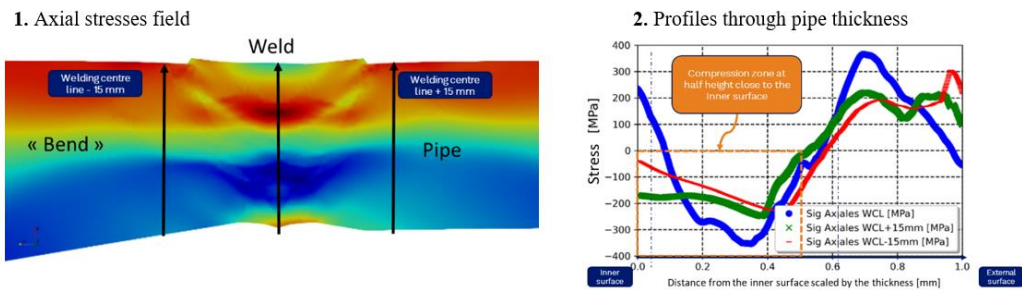 1. Axial stresses field
Weld
Welding centre
line - 15 mm
Welding centre
line + 15 mm
« Bend »
Pipe
2. Profiles through pipe thickness
400
300
200
100
0
−100
−200
−300
−400
Stress [MPa]
Compression zone at
half height close to the
Inner surface
Sig Axiales WCL [MPa]
Sig Axiales WCL+15mm [MPa]
Sig Axiales WCL-15mm [MPa]
0.0 0.2 0.4 0.6 0.8 1.0
Inner
surface
Distance from the inner surface scaled by the thickness [mm]
External
surface